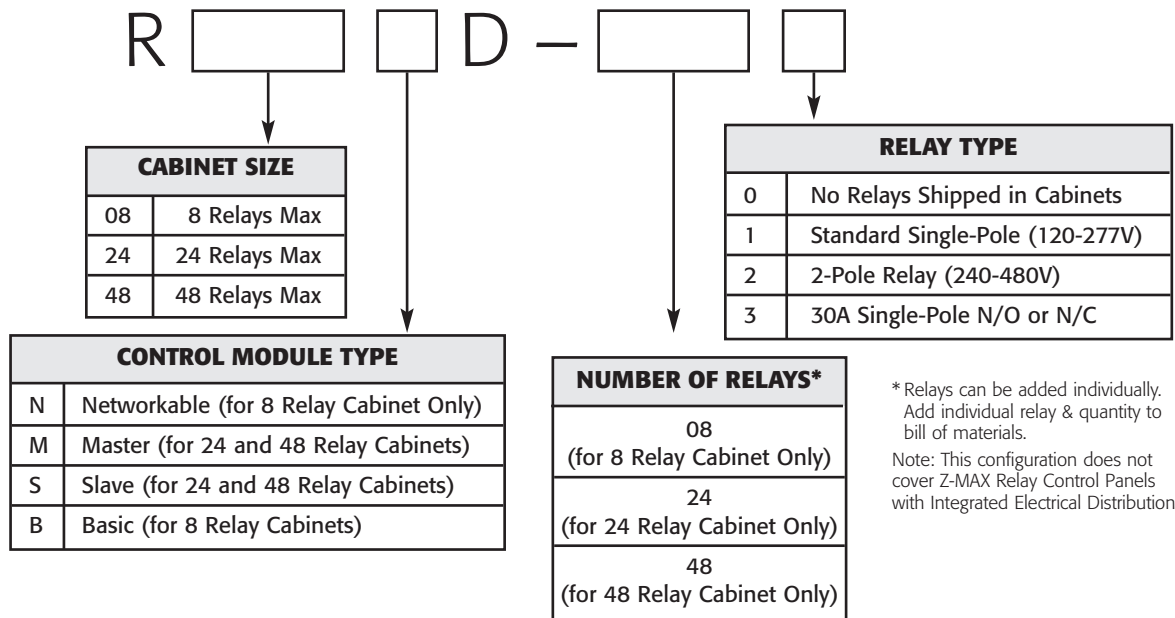 R D –
CABINET SIZE
08 8 Relays Max
24 24 Relays Max
48 48 Relays Max
RELAY TYPE
0 No Relays Shipped in Cabinets
1 Standard Single-Pole (120-277V)
2 2-Pole Relay (240-480V)
3 30A Single-Pole N/O or N/C
CONTROL MODULE TYPE
N Networkable (for 8 Relay Cabinet Only)
M Master (for 24 and 48 Relay Cabinets)
S Slave (for 24 and 48 Relay Cabinets)
B Basic (for 8 Relay Cabinets)
NUMBER OF RELAYS*
08
(for 8 Relay Cabinet Only)
24
(for 24 Relay Cabinet Only)
48
(for 48 Relay Cabinet Only)
* Relays can be added individually.
Add individual relay & quantity to
bill of materials.
Note: This configuration does not
cover Z-MAX Relay Control Panels
with Integrated Electrical Distribution